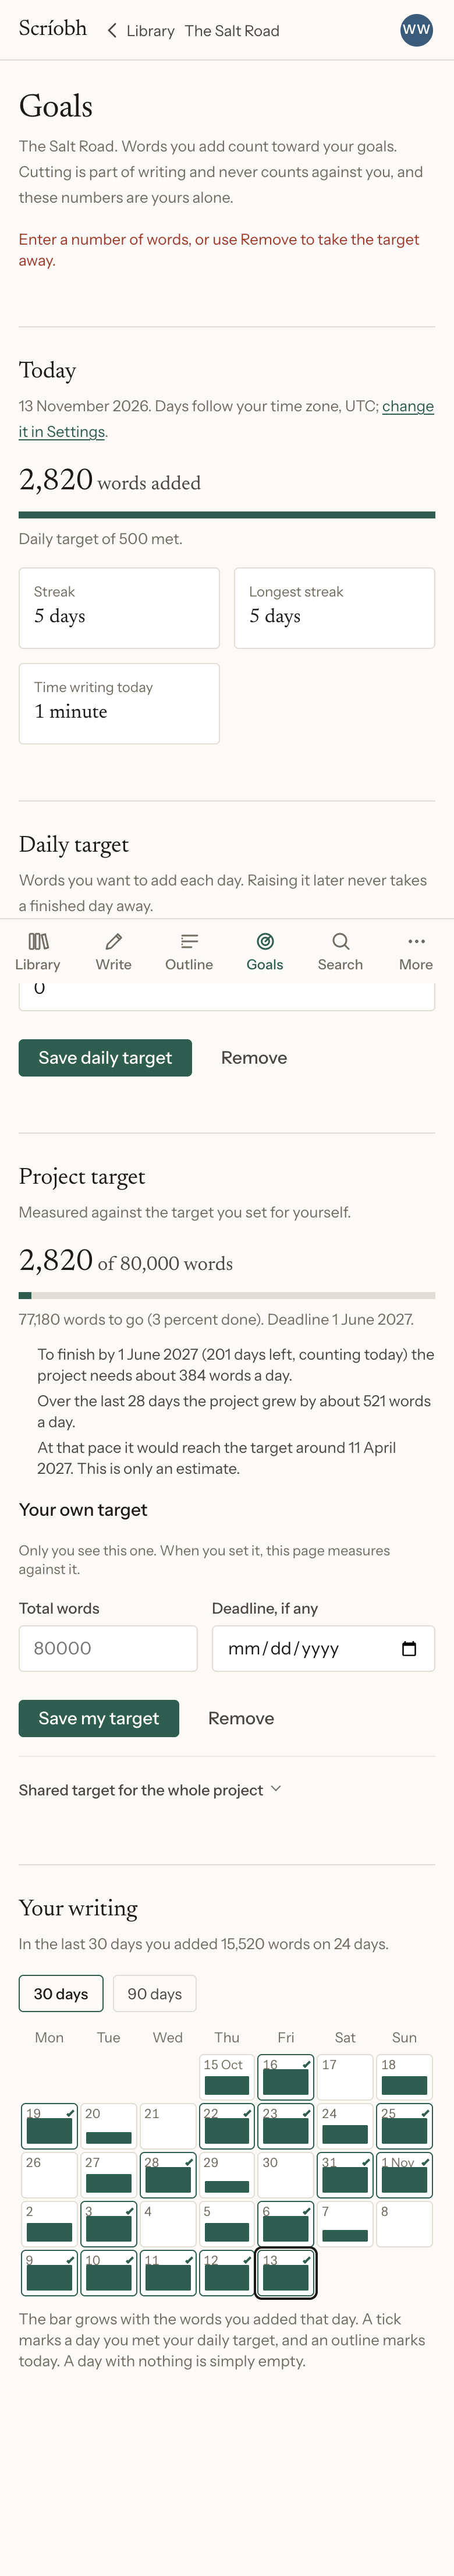 Scríobh
Library The Salt Road
WW
Goals
The Salt Road. Words you add count toward your goals.
Cutting is part of writing and never counts against you, and
these numbers are yours alone.
Enter a number of words, or use Remove to take the target
away.
Today
13 November 2026. Days follow your time zone, UTC; change
it in Settings.
2,820 words added
Daily target of 500 met.
Streak
5 days
Longest streak
5 days
Time writing today
1 minute
Daily target
Words you want to add each day. Raising it later never takes
a finished day away.
Library Write Outline Goals Search More
0
Save daily target Remove
Project target
Measured against the target you set for yourself.
2,820 of 80,000 words
77,180 words to go (3 percent done). Deadline 1 June 2027.
To finish by 1 June 2027 (201 days left, counting today) the
project needs about 384 words a day.
Over the last 28 days the project grew by about 521 words
a day.
At that pace it would reach the target around 11 April
2027. This is only an estimate.
Your own target
Only you see this one. When you set it, this page measures
against it.
Total words Deadline, if any
80000 mm/dd/yyyy
Save my target Remove
Shared target for the whole project
Your writing
In the last 30 days you added 15,520 words on 24 days.
30 days 90 days
Mon Tue Wed Thu Fri Sat Sun
15 Oct 16 17 18
19 20 21 22 23 24 25
26 27 28 29 30 31 1 Nov
2 3 4 5 6 7 8
9 10 11 12 13
The bar grows with the words you added that day. A tick
marks a day you met your daily target, and an outline marks
today. A day with nothing is simply empty.